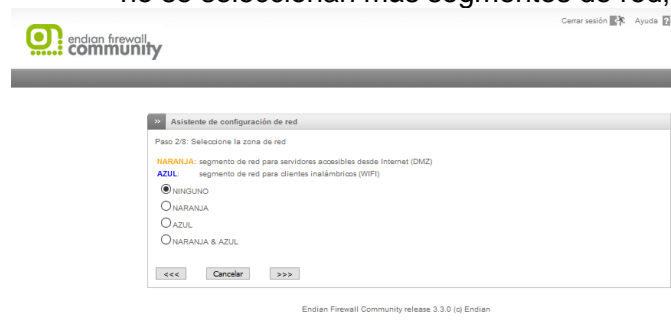 no se seleccionan más segmentos de red,
Cerrar sesión Ayuda ?
endian firewall
community
>> Asistente de configuración de red
Paso 2/8: Seleccione la zona de red
NARANJA: segmento de red para servidores accesibles desde Internet (DMZ)
AZUL: segmento de red para clientes inalámbricos (WIFI)
NINGUNO
NARANJA
AZUL
NARANJA & AZUL
<<< Cancelar >>>
Endian Firewall Community release 3.3.0 (c) Endian